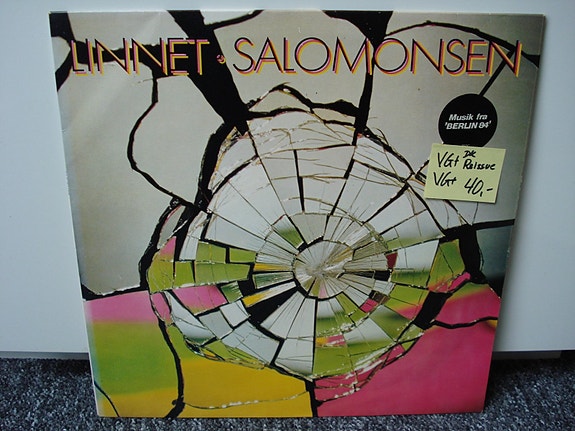 LINNET · SALOMONSEN
Musik fra
'BERLIN 84'
DK
VG+ Reissue
VG+ 40,-